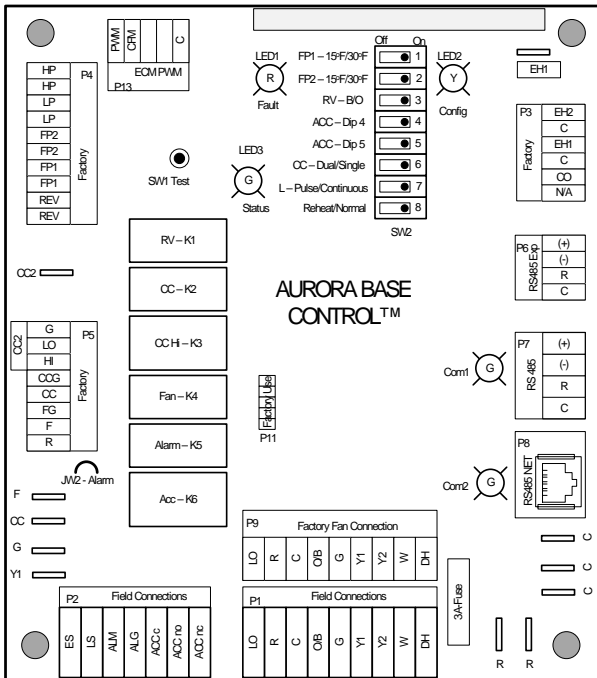 PWM
CFM
C
P13
ECM PWM
P4
HP
HP
LP
LP
FP2
FP2
FP1
FP1
REV
REV
Factory
SW1 Test
LED1
R
Fault
LED3
G
Status
Off
On
FP1 – 15ºF/30ºF
1
FP2 – 15ºF/30ºF
2
RV – B/O
3
ACC – Dip 4
4
ACC – Dip 5
5
CC – Dual/Single
6
L – Pulse/Continuous
7
Reheat/Normal
8
SW2
LED2
Y
Config
EH1
P3
EH2
C
EH1
C
CO
N/A
Factory
RV – K1
CC – K2
CC Hi – K3
Fan – K4
Alarm – K5
Acc – K6
AURORA BASE
CONTROL™
P6
RS485 Exp
(+)
(-)
R
C
CC2
CC2
P5
G
LO
HI
CCG
CC
FG
F
R
Factory
JW2 - Alarm
Factory Use
P11
Com1
G
P7
RS 485
(+)
(-)
R
C
Com2
G
P8
RS485 NET
F
CC
G
Y1
C
C
C
P9
Factory Fan Connection
LO
R
C
O/B
G
Y1
Y2
W
DH
P2
Field Connections
ES
LS
ALM
ALG
ACC c
ACC no
ACC nc
P1
Field Connections
LO
R
C
O/B
G
Y1
Y2
W
DH
3A-Fuse
R
R